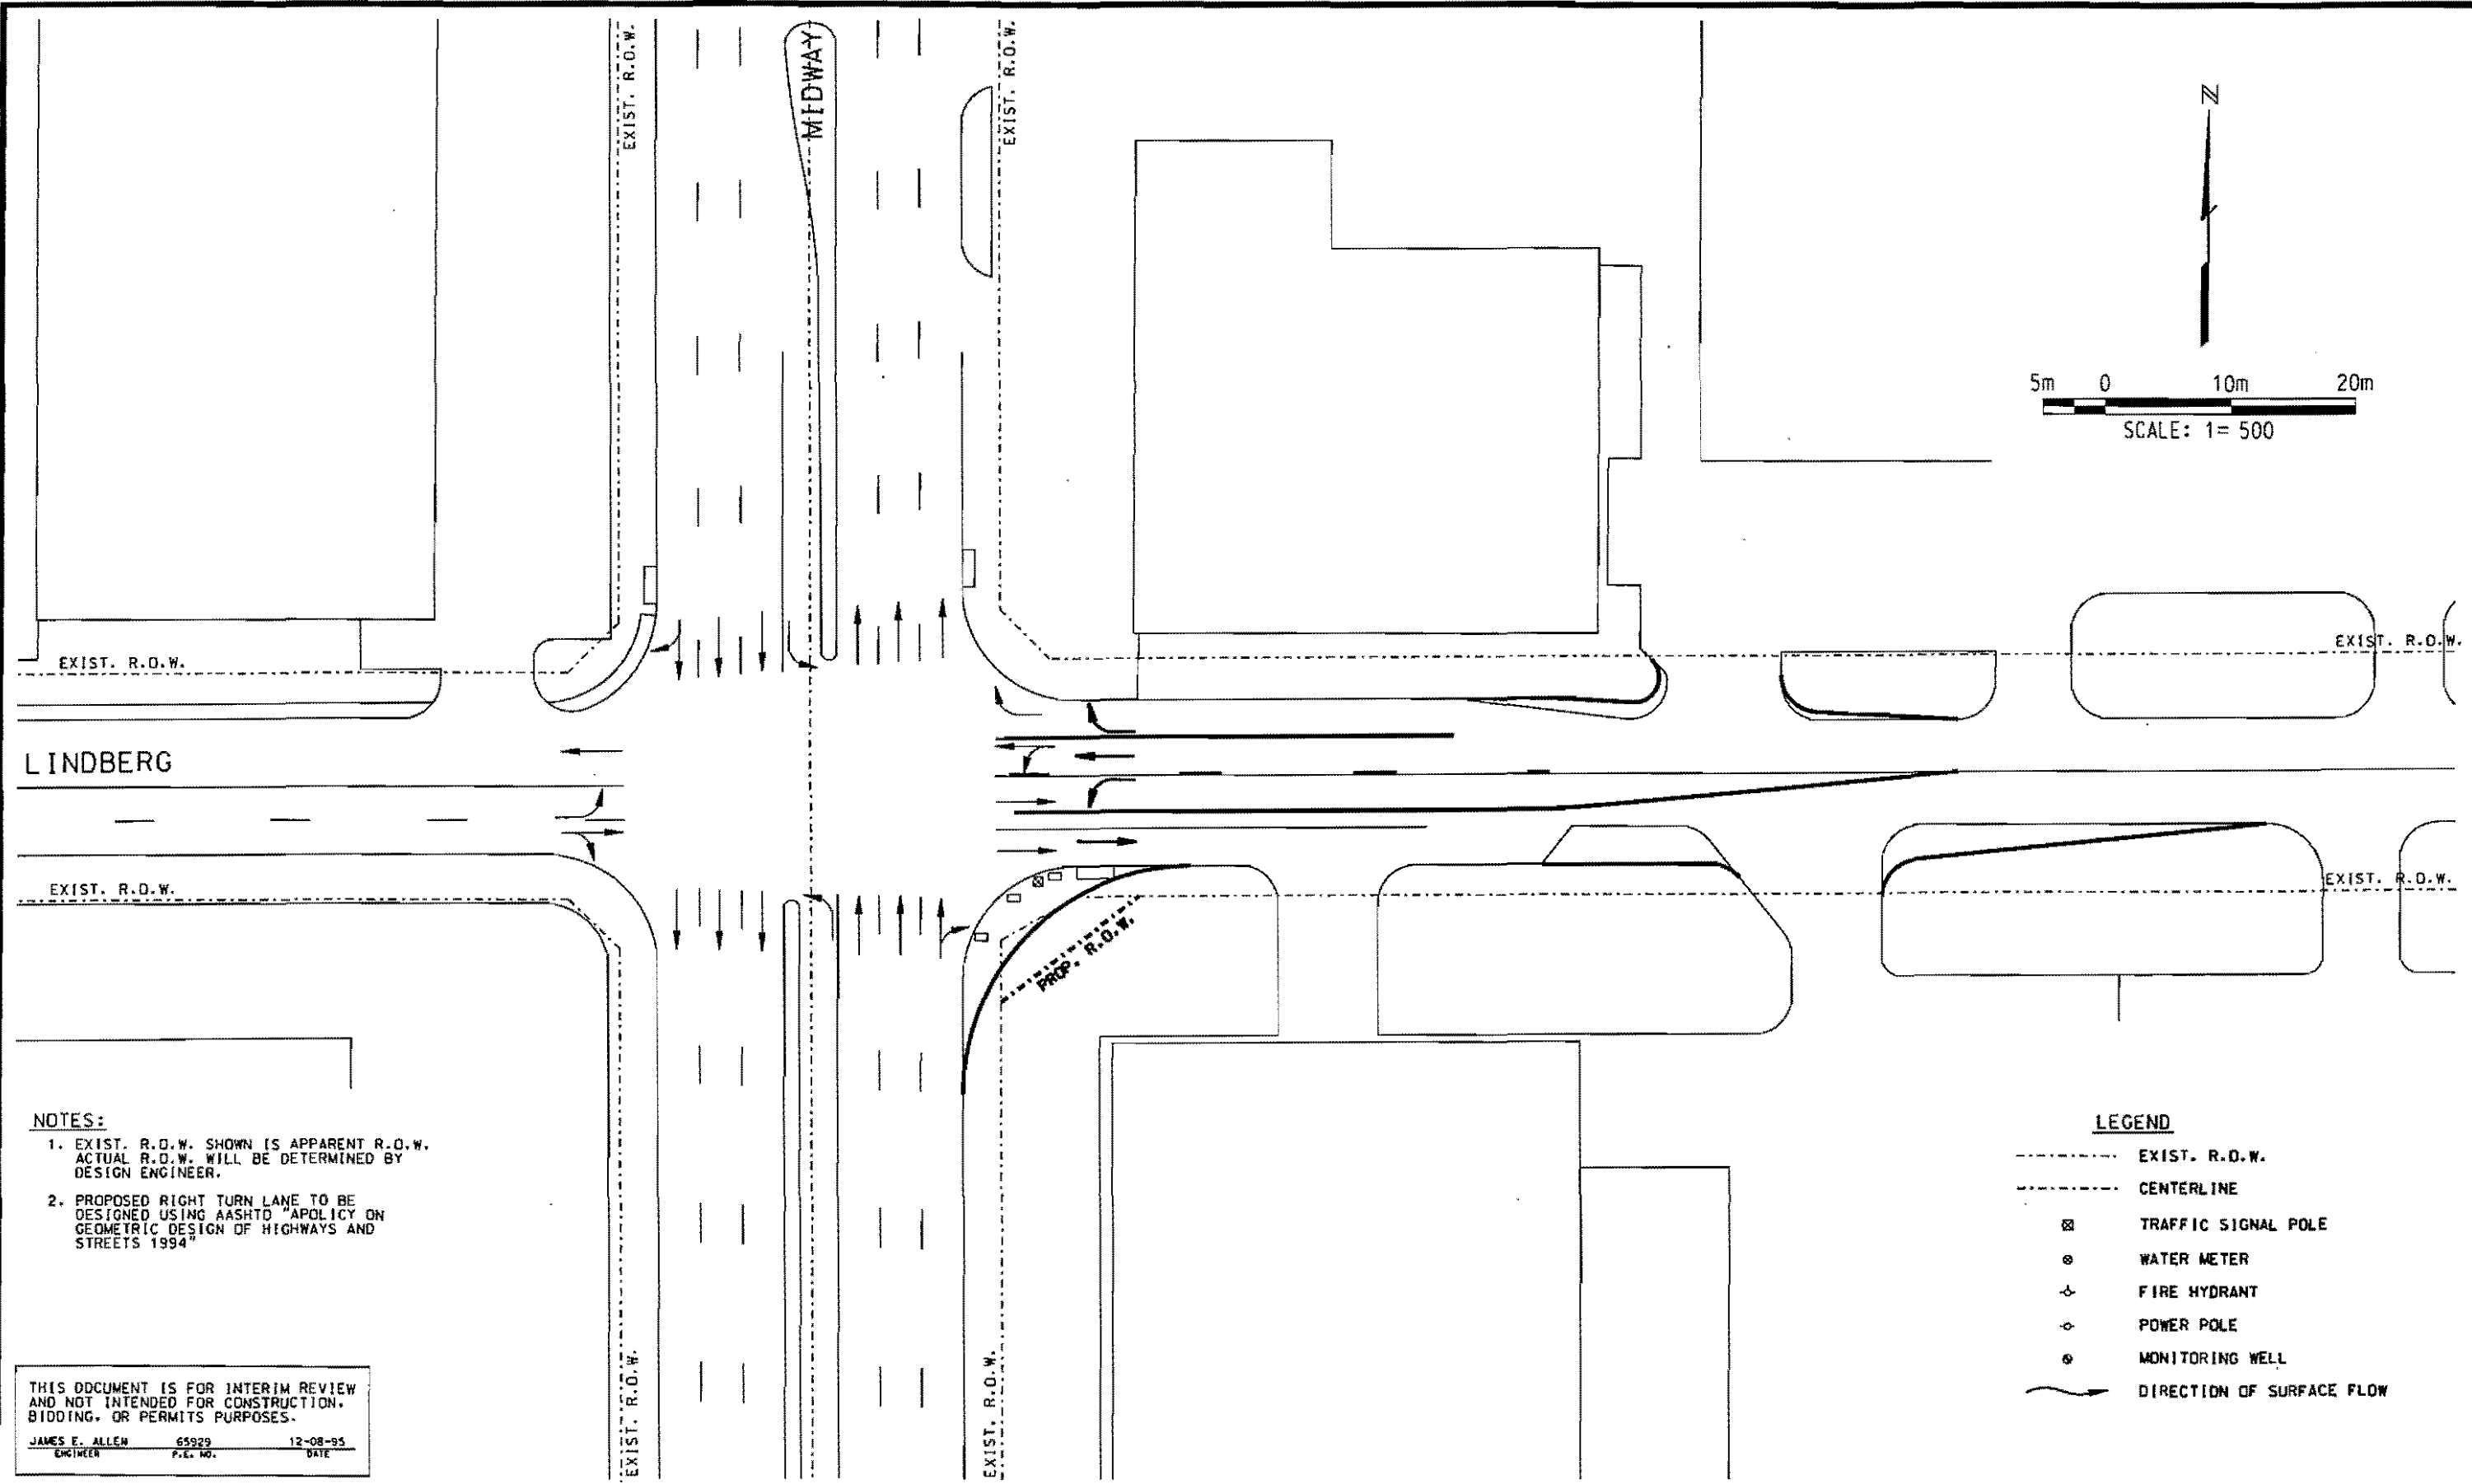 EXIST. R.O.W.
MIDWAY
EXIST. R.O.W.
N
5m 0 10m 20m
SCALE: 1= 500
EXIST. R.O.W.
EXIST. R.O.W.
LINDBERG
EXIST. R.O.W.
EXIST. R.O.W.
PROP. R.O.W.
NOTES:
1. EXIST. R.O.W. SHOWN IS APPARENT R.O.W.
ACTUAL R.O.W. WILL BE DETERMINED BY
DESIGN ENGINEER.
2. PROPOSED RIGHT TURN LANE TO BE
DESIGNED USING AASHTO "APOLICY ON
GEOMETRIC DESIGN OF HIGHWAYS AND
STREETS 1994"
LEGEND
EXIST. R.O.W.
CENTERLINE
TRAFFIC SIGNAL POLE
WATER METER
FIRE HYDRANT
POWER POLE
MONITORING WELL
DIRECTION OF SURFACE FLOW
EXIST. R.O.W.
EXIST. R.O.W.
THIS DOCUMENT IS FOR INTERIM REVIEW
AND NOT INTENDED FOR CONSTRUCTION,
BIDDING, OR PERMITS PURPOSES.
JAMES E. ALLEN 65929 12-08-95
ENGINEER P.E. NO. DATE